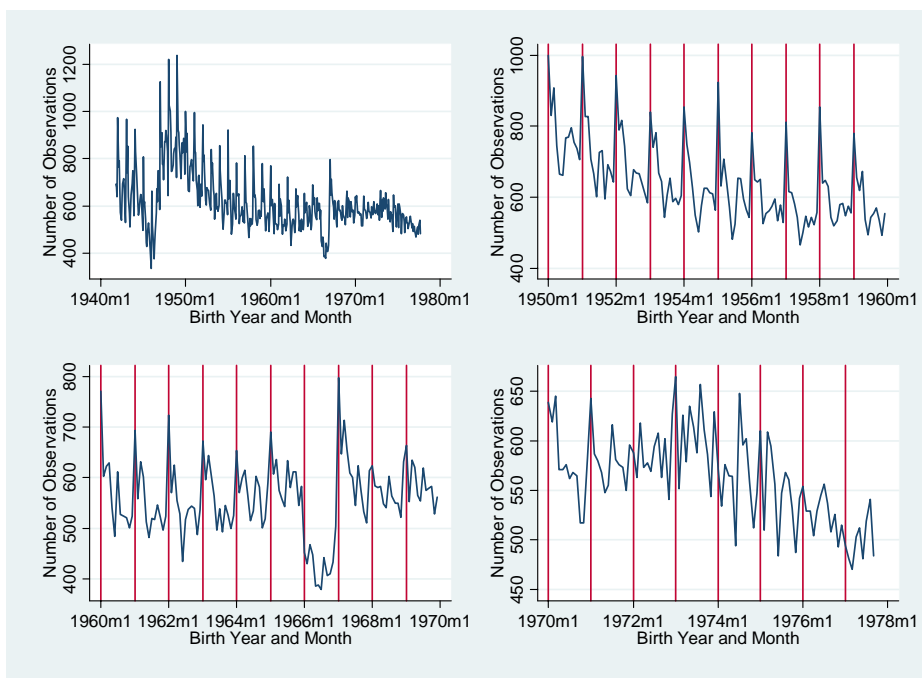 Number of Observations
1200
1000
800
600
400
1940m1 1950m1 1960m1 1970m1 1980m1
Birth Year and Month
Number of Observations
1000
800
600
400
1950m1 1952m1 1954m1 1956m1 1958m1 1960m1
Birth Year and Month
Number of Observations
800
700
600
500
400
1960m1 1962m1 1964m1 1966m1 1968m1 1970m1
Birth Year and Month
Number of Observations
650
600
550
500
450
1970m1 1972m1 1974m1 1976m1 1978m1
Birth Year and Month